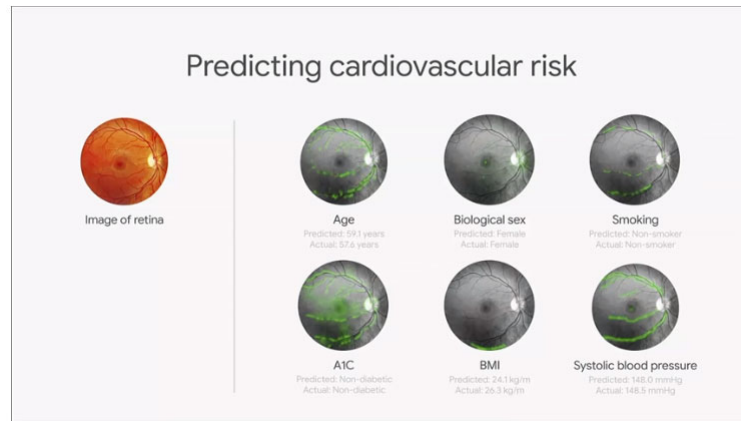 Predicting cardiovascular risk
Image of retina
Age
Predicted: 59.1 years
Actual: 57.6 years
Biological sex
Predicted: Female
Actual: Female
Smoking
Predicted: Non-smoker
Actual: Non-smoker
A1C
Predicted: Non-diabetic
Actual: Non-diabetic
BMI
Predicted: 24.1 kg/m
Actual: 26.3 kg/m
Systolic blood pressure
Predicted: 148.0 mmHg
Actual: 148.5 mmHg